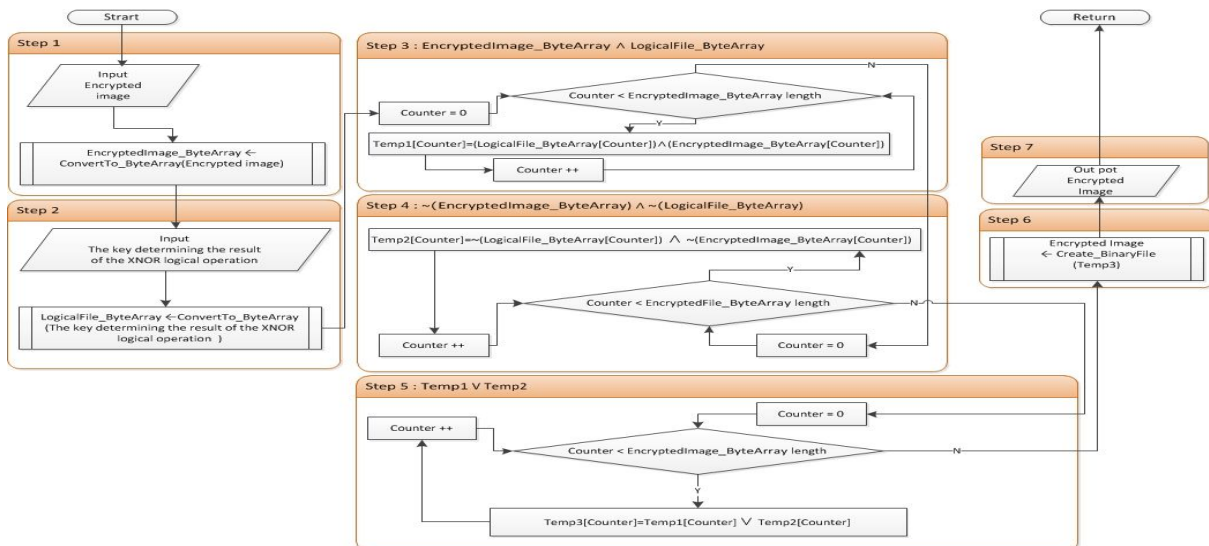 Strart
Step 1
Input
Encrypted
image
EncryptedImage_ByteArray ←
ConvertTo_ByteArray(Encrypted image)
Step 2
Input
The key determining the result
of the XNOR logical operation
LogicalFile_ByteArray ←ConvertTo_ByteArray
(The key determining the result of the XNOR
logical operation )
Step 3 : EncryptedImage_ByteArray ∧ LogicalFile_ByteArray
N
Counter < EncryptedImage_ByteArray length
Counter = 0
Y
Temp1[Counter]=(LogicalFile_ByteArray[Counter])∧(EncryptedImage_ByteArray[Counter])
Counter ++
Step 4 : ~(EncryptedImage_ByteArray) ∧ ~(LogicalFile_ByteArray)
Temp2[Counter]=~(LogicalFile_ByteArray[Counter]) ∧ ~(EncryptedImage_ByteArray[Counter])
Y
Counter < EncryptedFile_ByteArray length
N
Counter ++
Counter = 0
Step 5 : Temp1 V Temp2
Counter = 0
Counter ++
Counter < EncryptedImage_ByteArray length
N
Y
Temp3[Counter]=Temp1[Counter] ∨ Temp2[Counter]
Return
Step 7
Out pot
Encrypted
Image
Step 6
Encrypted Image
← Create_BinaryFile
(Temp3)